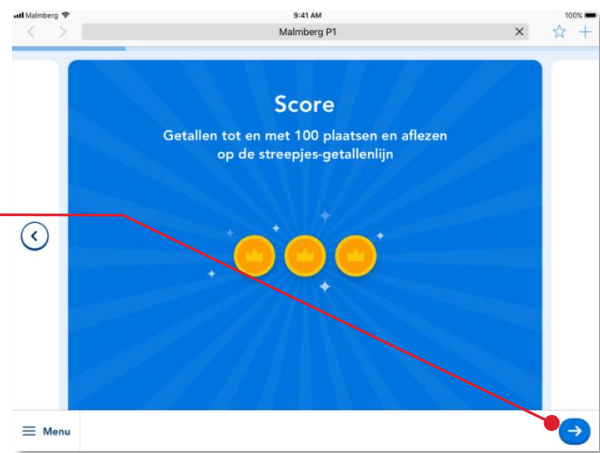 Malmberg 9:41 AM 100%
Malmberg P1
Score
Getallen tot en met 100 plaatsen en aflezen
op de streepjes-getallenlijn
Menu